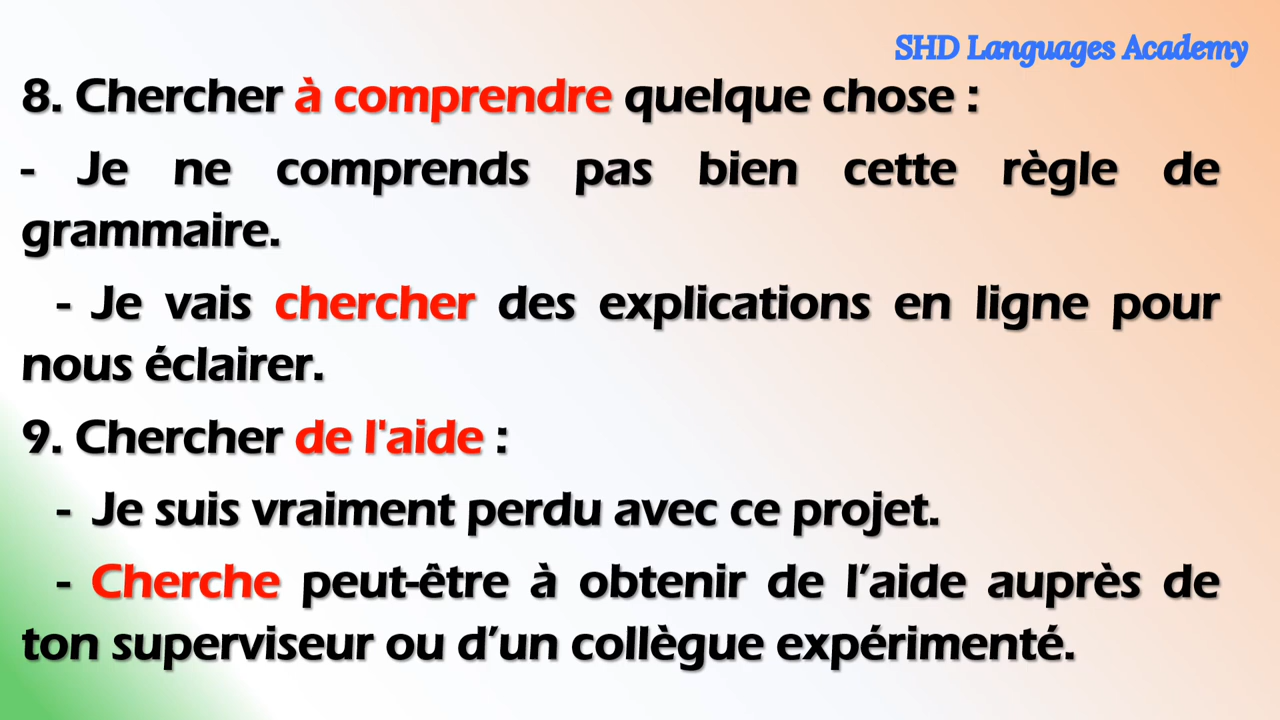 SHD Languages Academy
8. Chercher à comprendre quelque chose :
- Je ne comprends pas bien cette règle de
grammaire.
- Je vais chercher des explications en ligne pour
nous éclairer.
9. Chercher de l'aide :
- Je suis vraiment perdu avec ce projet.
- Cherche peut-être à obtenir de l’aide auprès de
ton superviseur ou d’un collègue expérimenté.